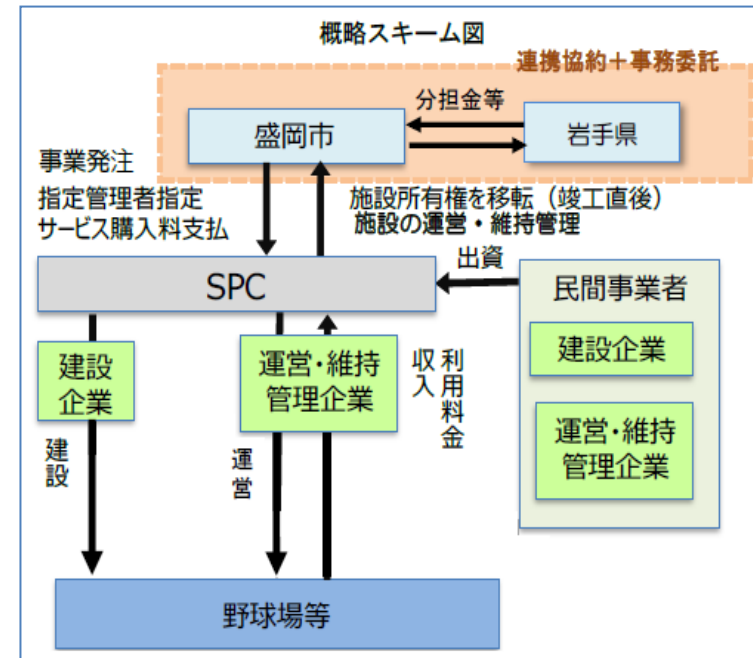 概略スキーム図
連携協約＋事務委託
分担金等
盛岡市
岩手県
事業発注
指定管理者指定
サービス購入料支払
施設所有権を移転（竣工直後）
施設の運営・維持管理
出資
SPC
民間事業者
建設企業
運営・維持
管理企業
建設
企業
運営・維持
管理企業
利用料金
収入
建設
運営
野球場等